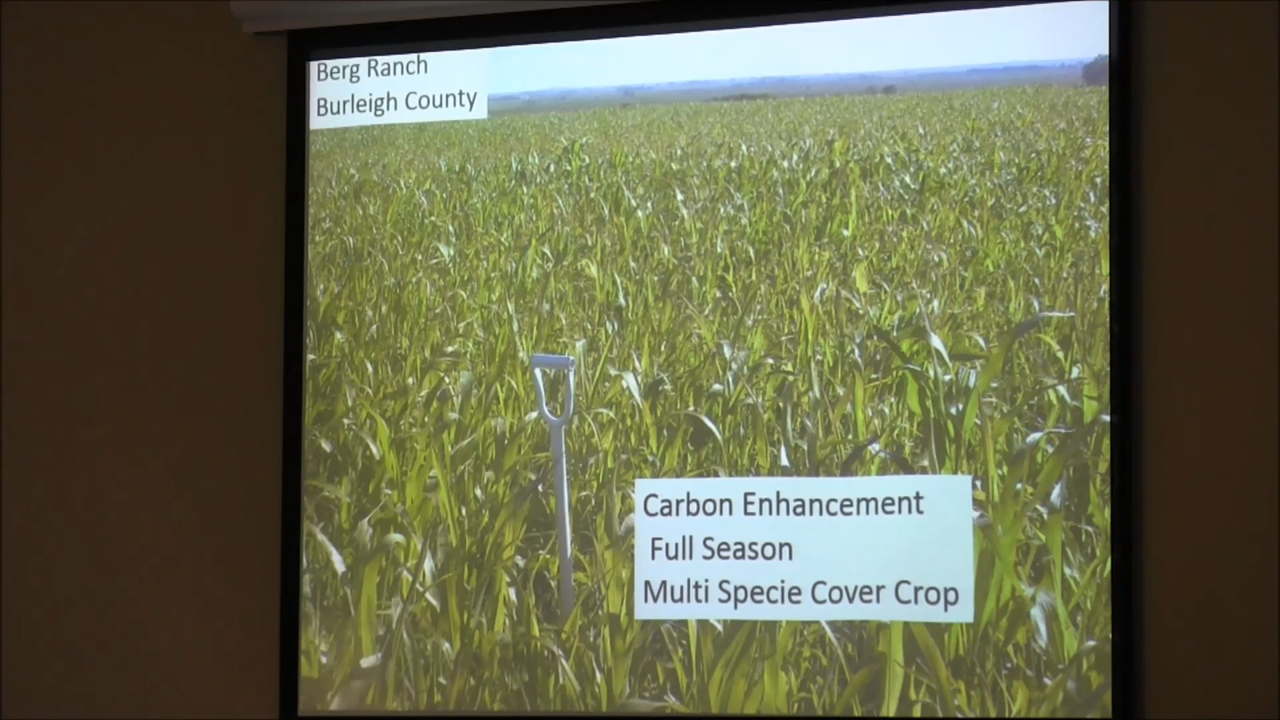 Berg Ranch
Burleigh County
Carbon Enhancement
Full Season
Multi Specie Cover Crop